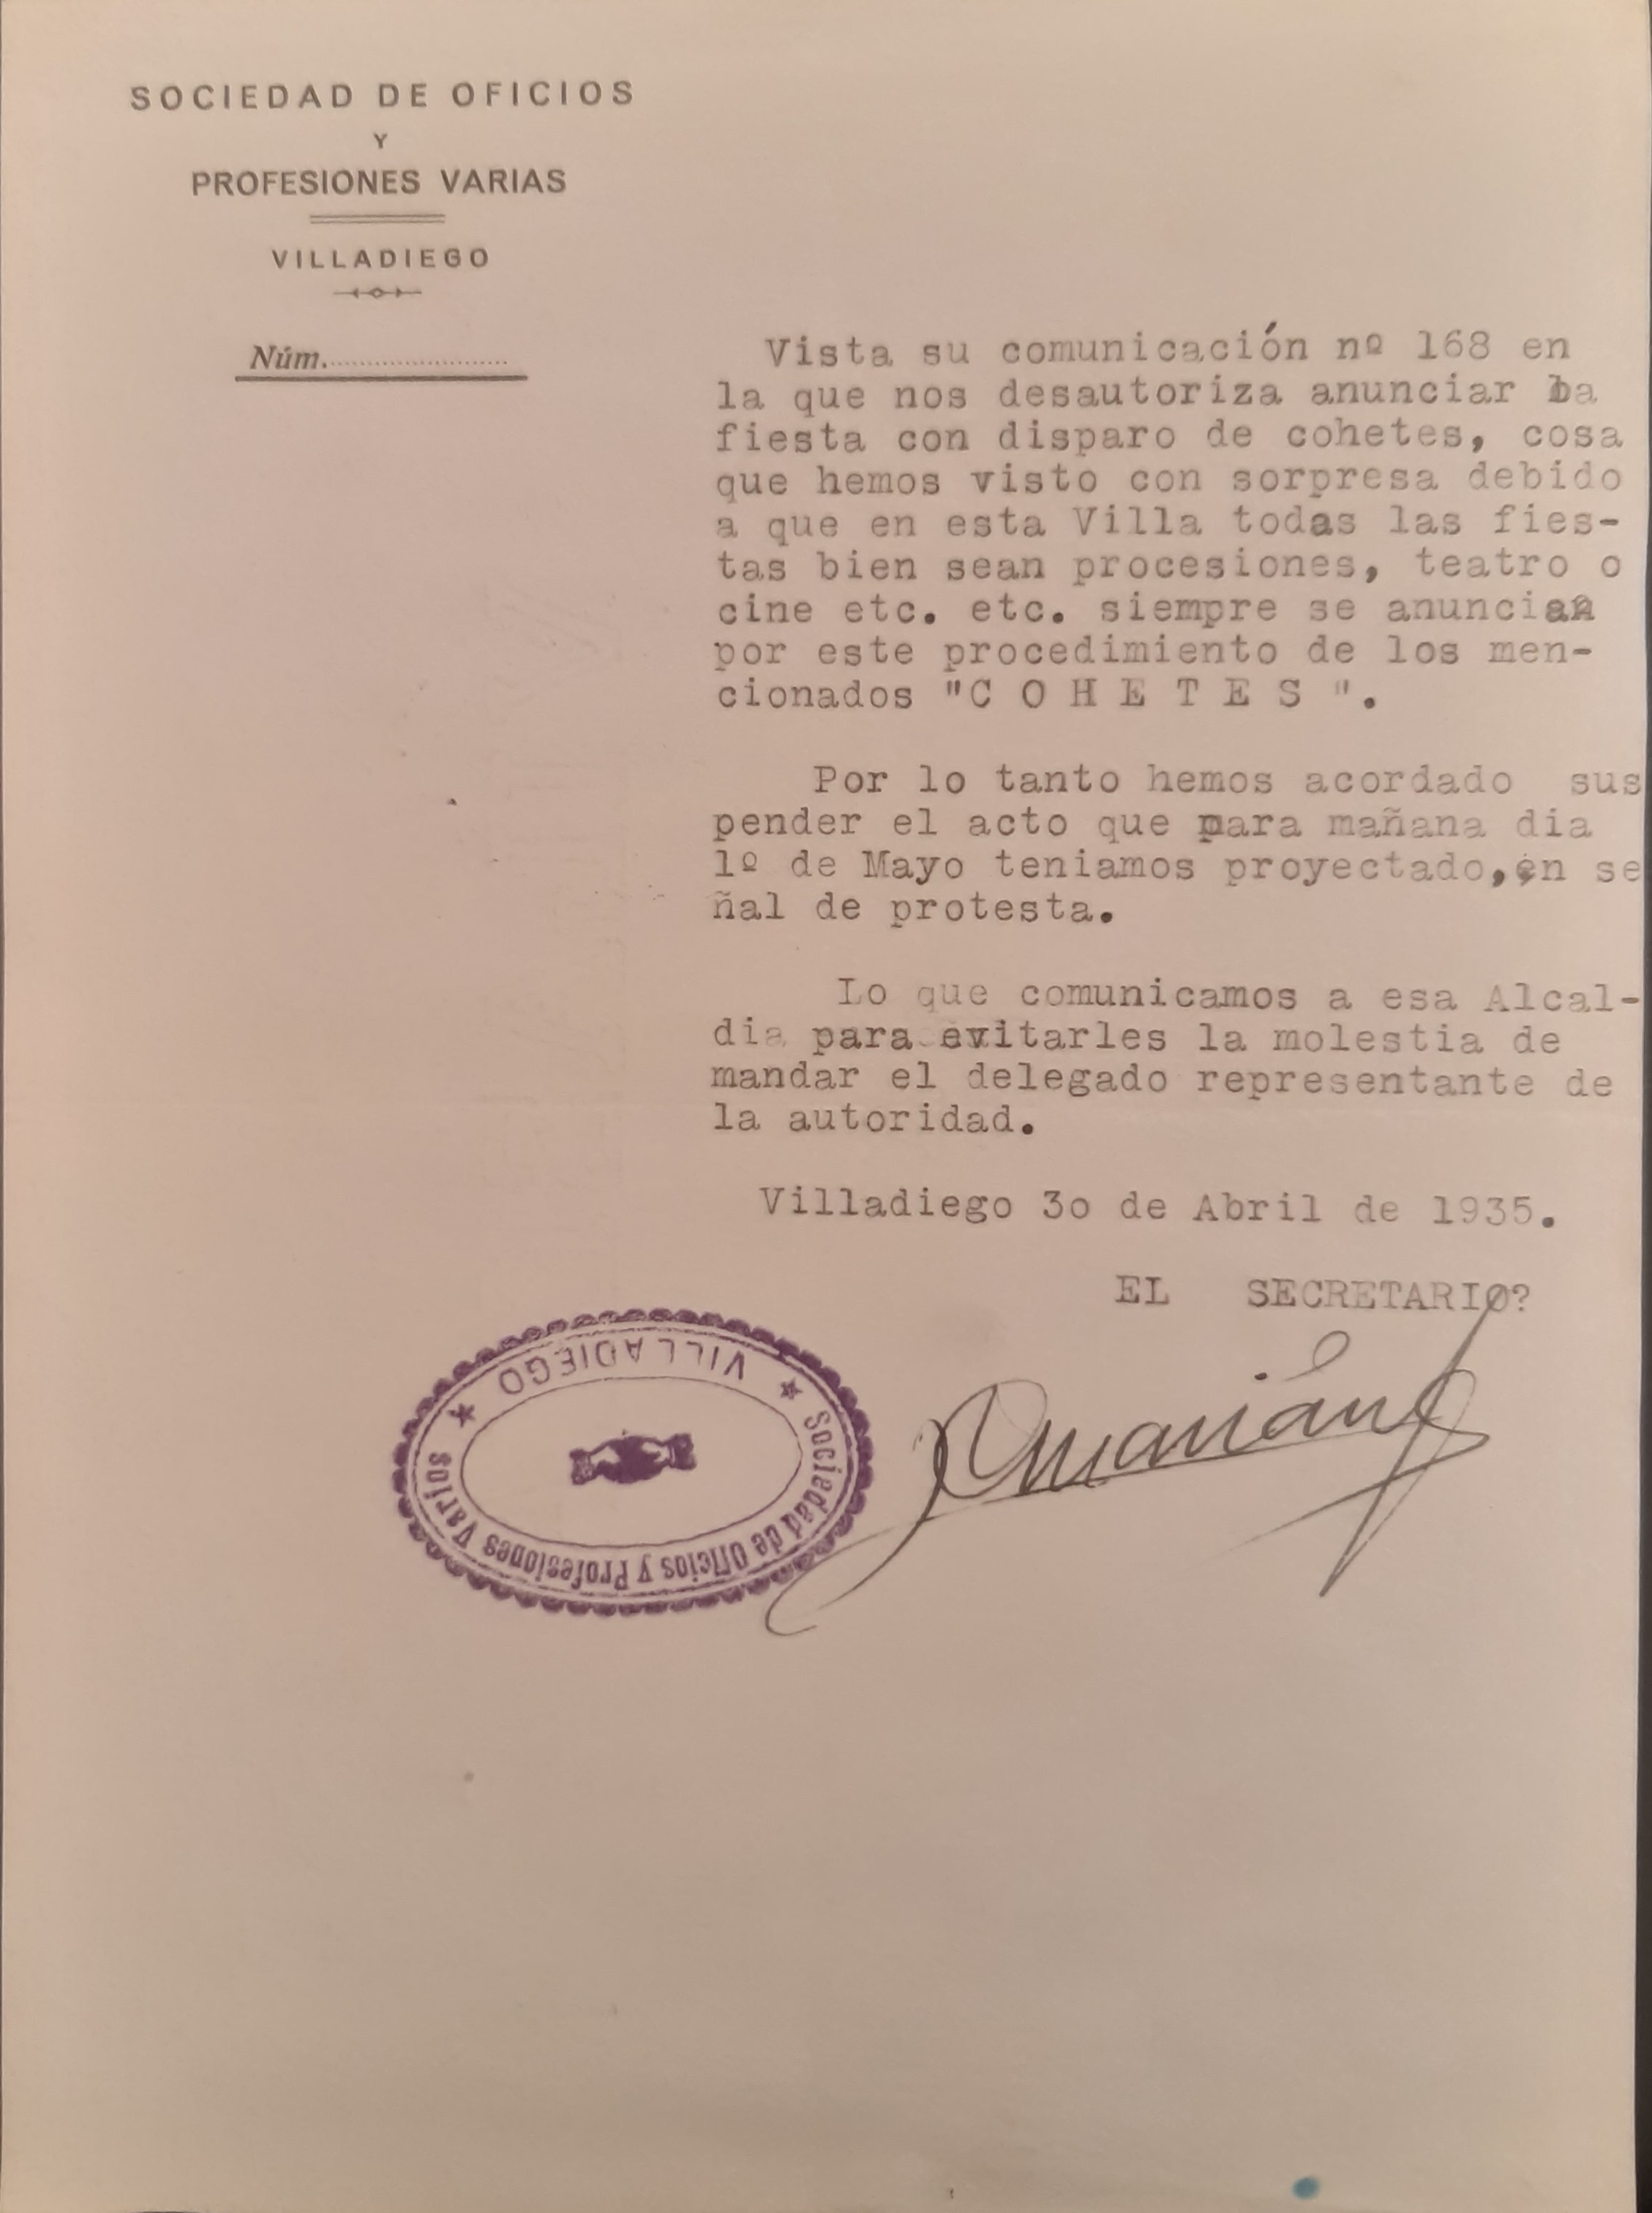 SOCIEDAD DE OFICIOS
Y
PROFESIONES VARIAS
VILLADIEGO
Núm.
Vista su comunicación nº 168 en
la que nos desautoriza anunciar la
fiesta con disparo de cohetes, cosa
que hemos visto con sorpresa debido
a que en esta Villa todas las fies-
tas bien sean procesiones, teatro o
cine etc. etc. siempre se anuncian
por este procedimiento de los men-
cionados "C O H E T E S ".
Por lo tanto hemos acordado sus
pender el acto que para mañana dia
1º de Mayo teniamos proyectado, en se
ñal de protesta.
Lo que comunicamos a esa Alcal-
dia para evitarles la molestia de
mandar el delegado representante de
la autoridad.
Villadiego 3o de Abril de 1935.
EL SECRETARIO?
VILLADIEGO
Sociedad de Oficios y Profesiones Varias